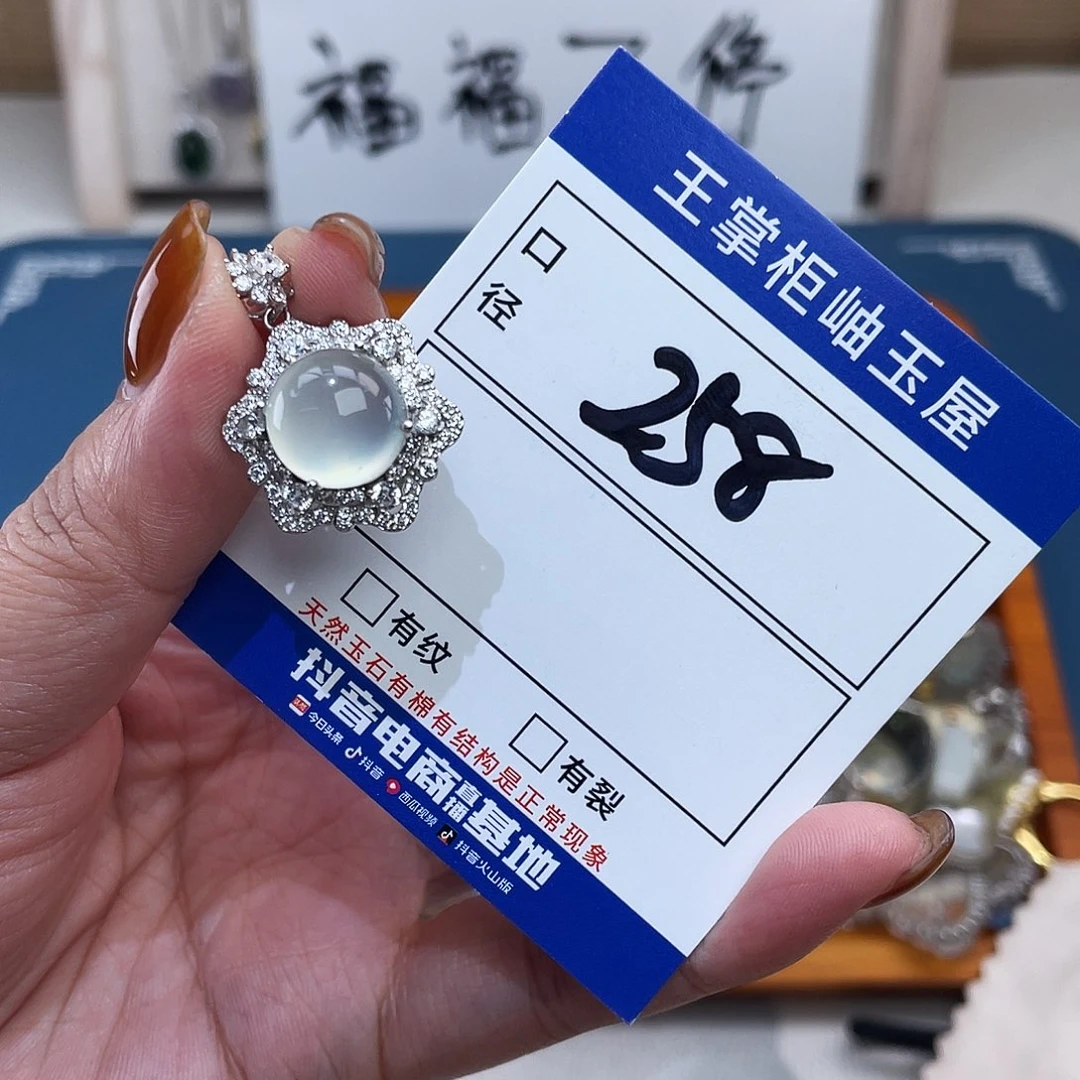 福福一停
王掌柜岫玉屋
口径
258
有纹
有裂
天然玉石有棉有结构是正常现象
抖音电商直播基地
今日头条 抖音 西瓜视频 抖音火山版